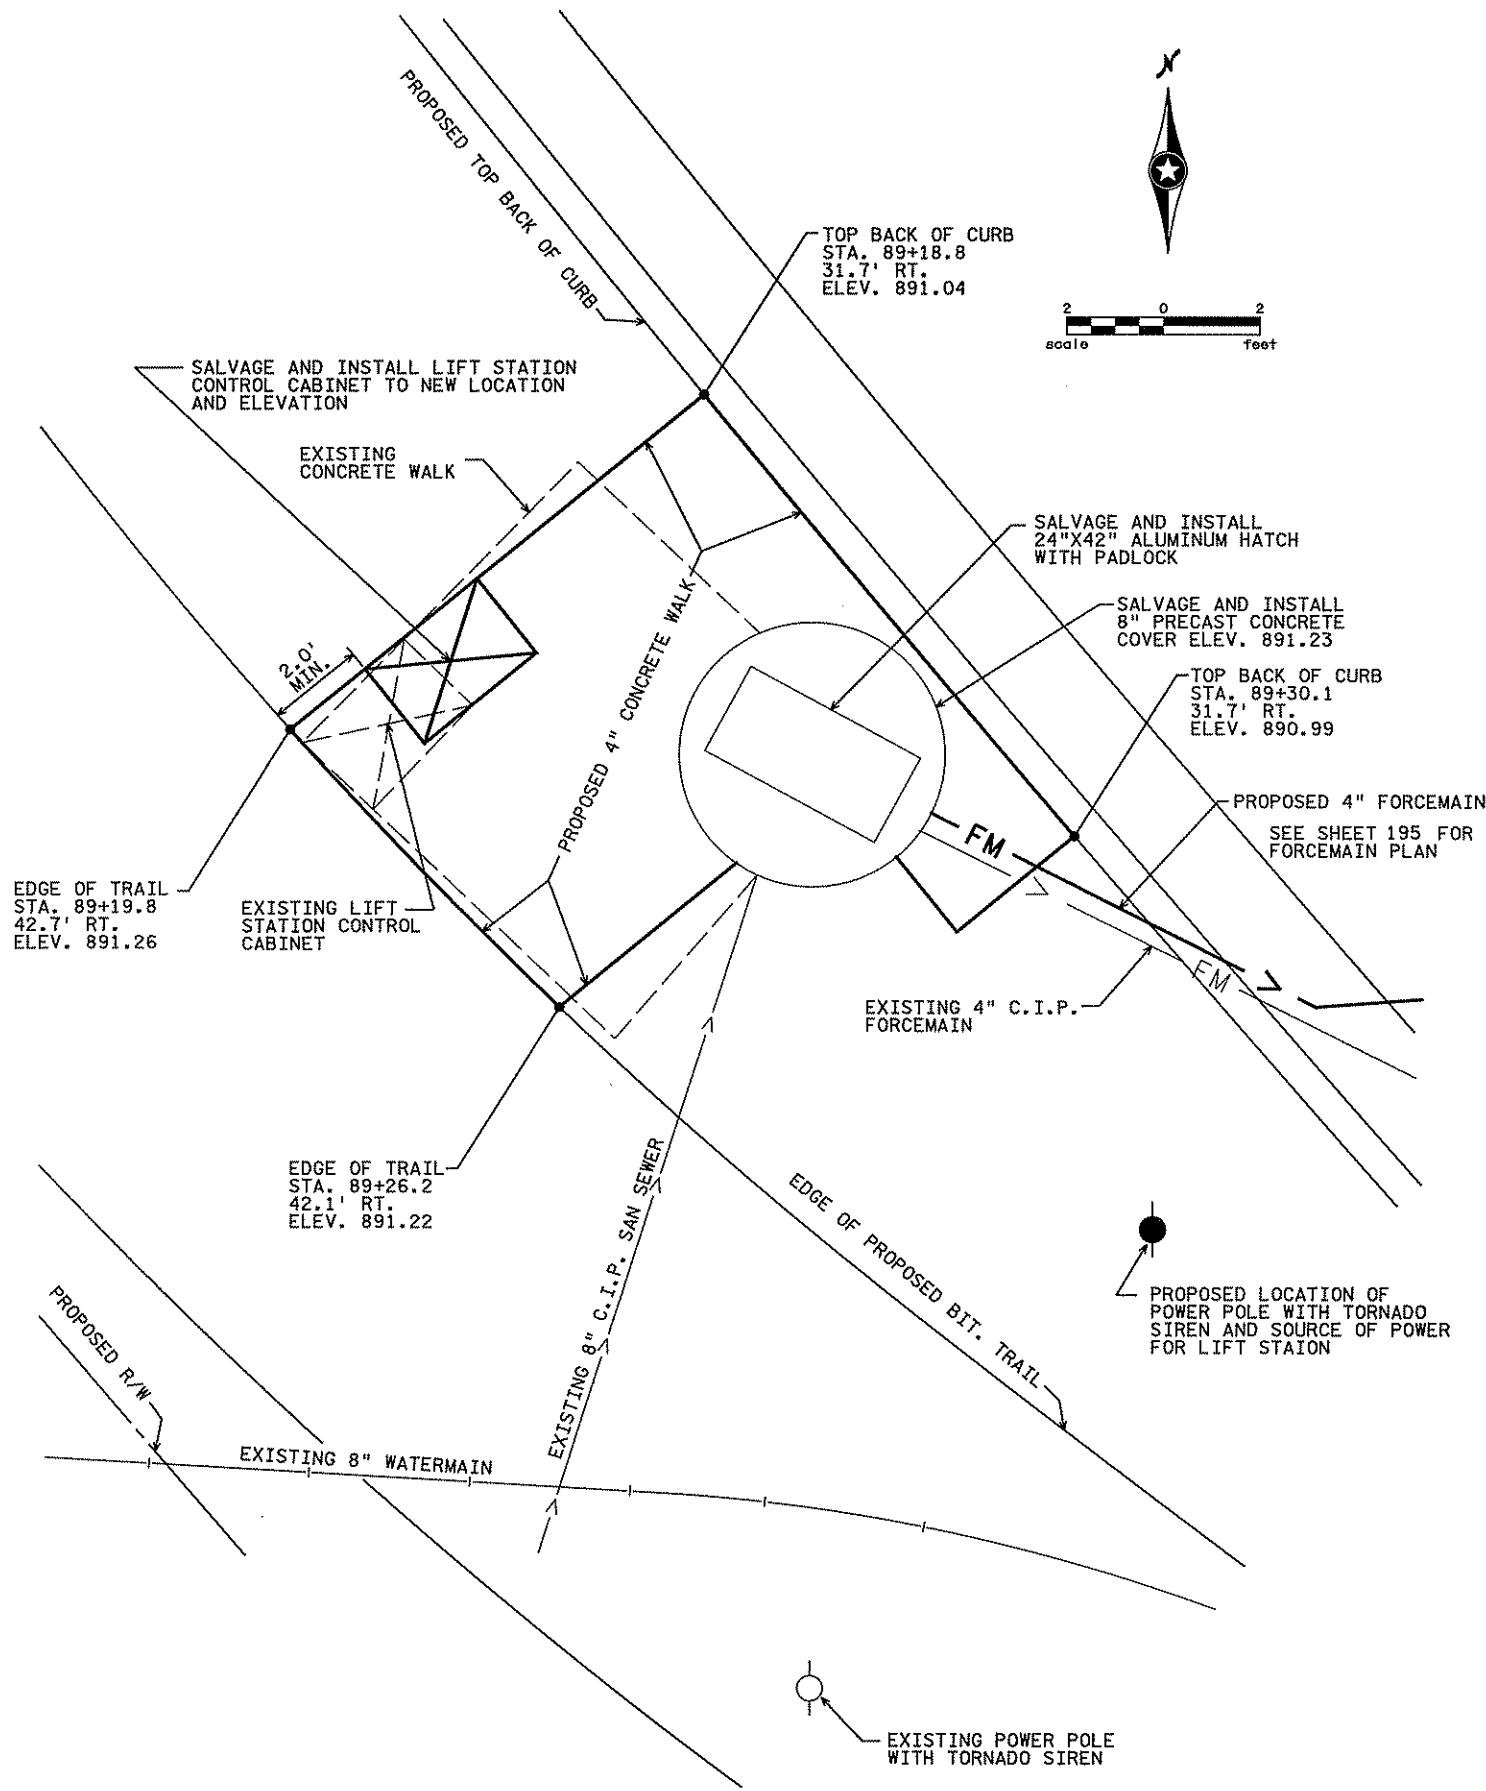 N
PROPOSED TOP BACK OF CURB
TOP BACK OF CURB
STA. 89+18.8
31.7' RT.
ELEV. 891.04
2 0 2
scale feet
SALVAGE AND INSTALL LIFT STATION
CONTROL CABINET TO NEW LOCATION
AND ELEVATION
EXISTING
CONCRETE WALK
SALVAGE AND INSTALL
24"X42" ALUMINUM HATCH
WITH PADLOCK
SALVAGE AND INSTALL
8" PRECAST CONCRETE
COVER ELEV. 891.23
2.0'
MIN.
PROPOSED 4" CONCRETE WALK
TOP BACK OF CURB
STA. 89+30.1
31.7' RT.
ELEV. 890.99
PROPOSED 4" FORCEMAIN
SEE SHEET 195 FOR
FORCEMAIN PLAN
FM
EDGE OF TRAIL
STA. 89+19.8
42.7' RT.
ELEV. 891.26
EXISTING LIFT
STATION CONTROL
CABINET
FM
EXISTING 4" C.I.P.
FORCEMAIN
EDGE OF TRAIL
STA. 89+26.2
42.1' RT.
ELEV. 891.22
EXISTING 8" C.I.P. SAN SEWER
EDGE OF PROPOSED BIT. TRAIL
PROPOSED LOCATION OF
POWER POLE WITH TORNADO
SIREN AND SOURCE OF POWER
FOR LIFT STAION
PROPOSED R/W
EXISTING 8" WATERMAIN
EXISTING POWER POLE
WITH TORNADO SIREN